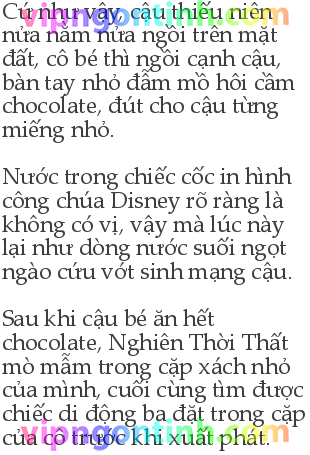 Cứ như vậy, cậu thiếu niên
nửa nằm nửa ngồi trên mặt
đất, cô bé thì ngồi cạnh cậu,
bàn tay nhỏ đẫm mồ hôi cầm
chocolate, đút cho cậu từng
miếng nhỏ.
Nước trong chiếc cốc in hình
công chúa Disney rõ ràng là
không có vị, vậy mà lúc này
lại như dòng nước suối ngọt
ngào cứu vớt sinh mạng cậu.
Sau khi cậu bé ăn hết
chocolate, Nghiên Thời Thất
mò mẫm trong cặp xách nhỏ
của mình, cuối cùng tìm được
chiếc di động ba đặt trong cặp
của cô trước khi xuất phát.
vipngontinh.com
vipngontinh.com